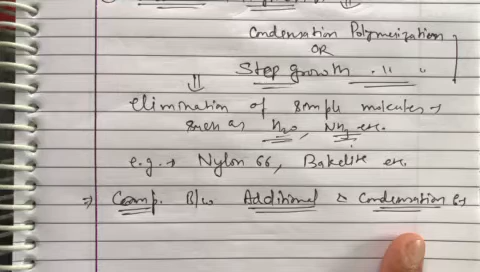 Condensation Polymerization
OR
Step growth " "
⇓
elimination of simple molecules →
such as H2O, NH3 etc.
e.g. → Nylon 66, Bakelite etc.
⇒ Comp. B/w Additional & Condensation